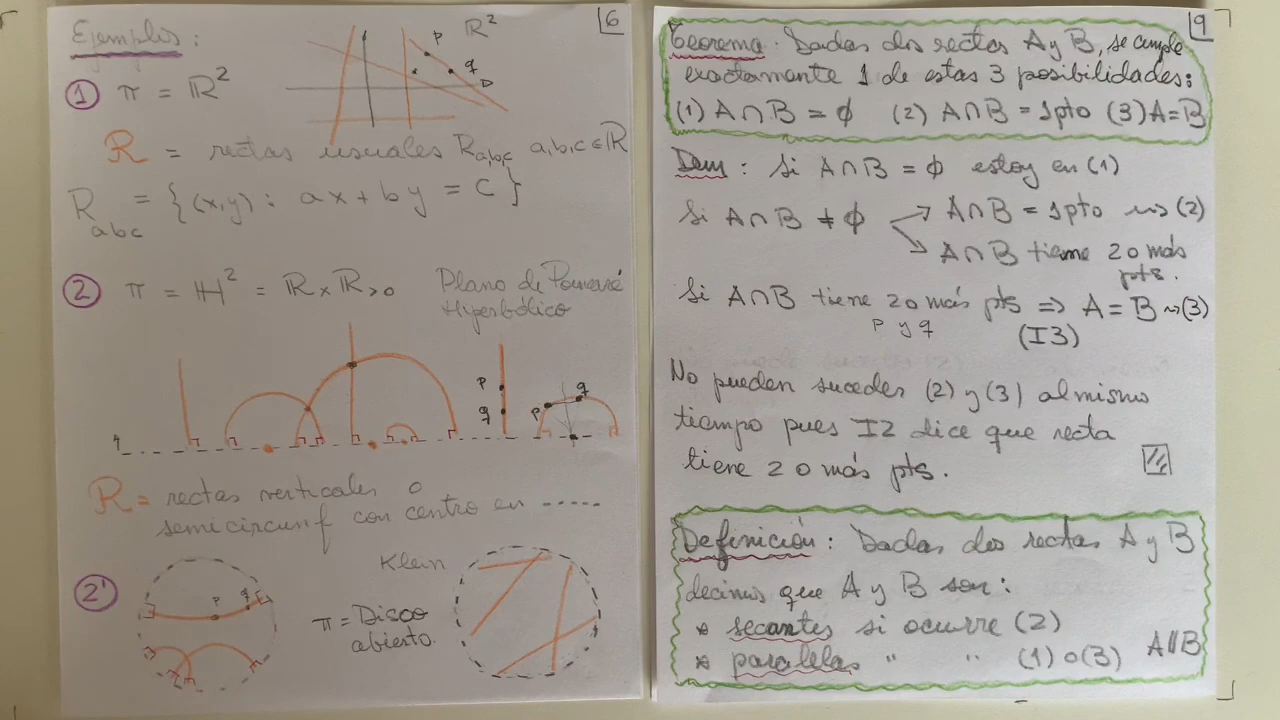 6
Ejemplos:
p R²
q
① π = R²
R = rectas usuales R_{a,b,c} a,b,c ∈ R
R_{abc} = {(x,y) : ax + by = c}
② π = H² = R × R_{>0} Plano de Poincaré
Hiperbólico
p
q
p q
R = rectas verticales o
semicircunf con centro en -----
②'
p q
Klein
π = Disco
abierto.
9
Teorema: Dadas dos rectas A y B, se cumple
exactamente 1 de estas 3 posibilidades:
(1) A∩B = ∅ (2) A∩B = 1pto (3) A=B
Dem: Si A∩B = ∅ estoy en (1)
Si A∩B ≠ ∅ → A∩B = 1pto ⇝ (2)
→ A∩B tiene 2 o más
pts.
Si A∩B tiene 2 o más pts ⇒ A = B ⇝ (3)
p y q (I3)
No pueden suceder (2) y (3) al mismo
tiempo pues I2 dice que recta
tiene 2 o más pts.
Definición: Dadas dos rectas A y B
decimos que A y B son:
* secantes si ocurre (2)
* paralelas " " (1) o (3) A∥B